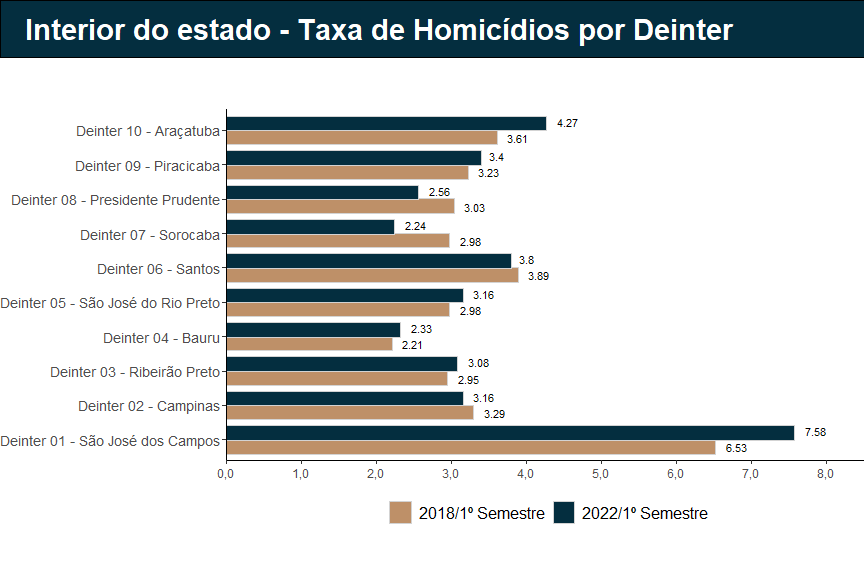 Interior do estado - Taxa de Homicídios por Deinter
Deinter 10 - Araçatuba
4.27
3.61
Deinter 09 - Piracicaba
3.4
3.23
Deinter 08 - Presidente Prudente
2.56
3.03
Deinter 07 - Sorocaba
2.24
2.98
Deinter 06 - Santos
3.8
3.89
Deinter 05 - São José do Rio Preto
3.16
2.98
Deinter 04 - Bauru
2.33
2.21
Deinter 03 - Ribeirão Preto
3.08
2.95
Deinter 02 - Campinas
3.16
3.29
Deinter 01 - São José dos Campos
7.58
6.53
0,0 1,0 2,0 3,0 4,0 5,0 6,0 7,0 8,0
2018/1º Semestre 2022/1º Semestre